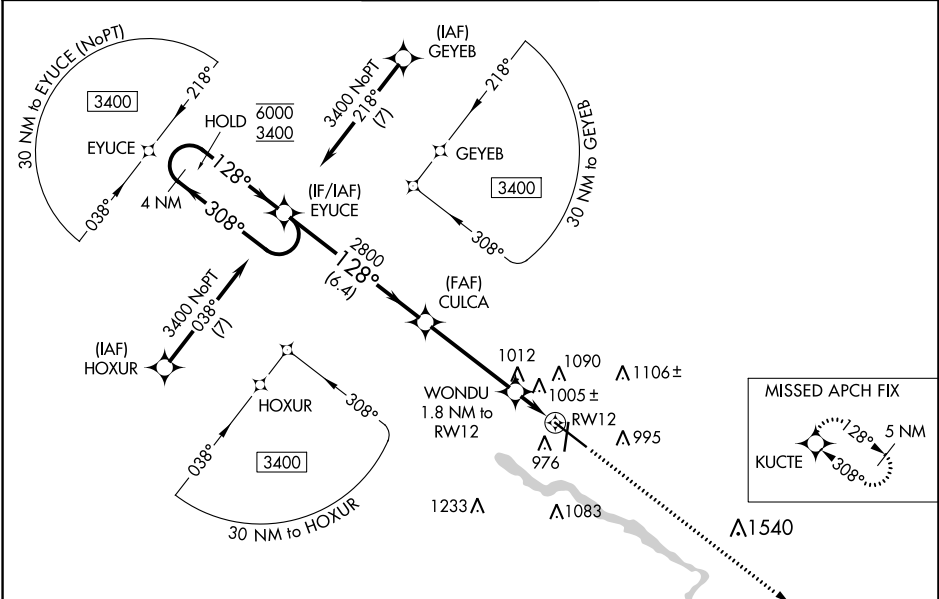 30 NM to EYUCE (NoPT)
3400
218°
EYUCE
038°
HOLD
6000
3400
4 NM
128°
308°
(IF/IAF)
EYUCE
(IAF)
GEYEB
3400 NoPT
218°
(7)
218°
GEYEB
3400
308°
30 NM to GEYEB
3400 NoPT
038°
(7)
(IAF)
HOXUR
2800
128°
(6.4)
(FAF)
CULCA
HOXUR
308°
038°
3400
30 NM to HOXUR
WONDU
1.8 NM to
RW12
1012
1090
1106±
1005±
RW12
995
976
1233
1083
1540
MISSED APCH FIX
128°
5 NM
KUCTE
308°